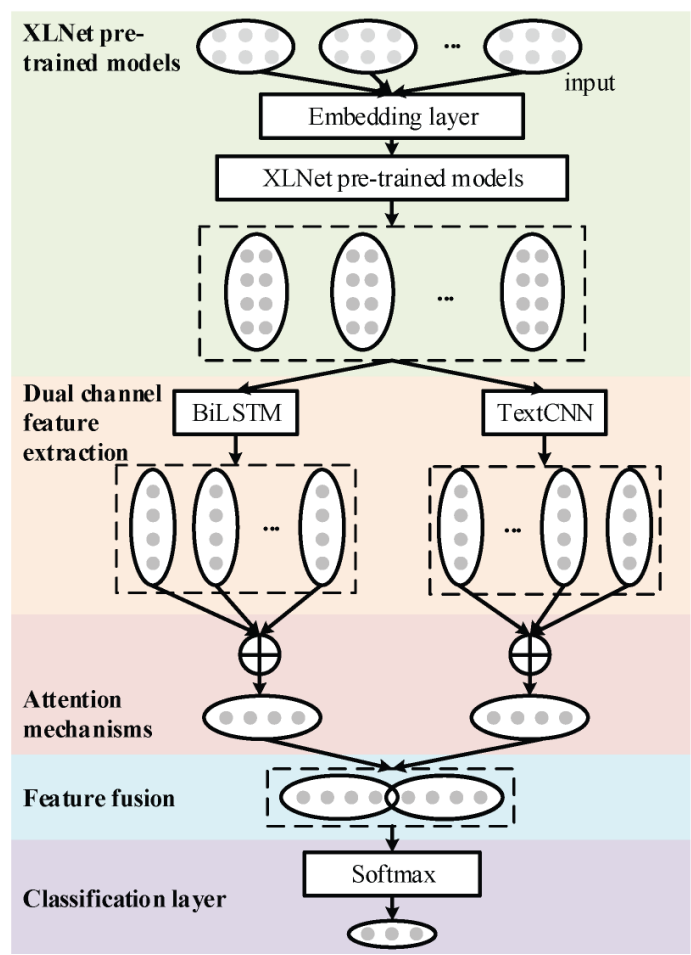 XLNet pre-
trained models
...
input
Embedding layer
XLNet pre-trained models
...
Dual channel
feature
extraction
BiLSTM
TextCNN
...
...
Attention
mechanisms
Feature fusion
Softmax
Classification layer